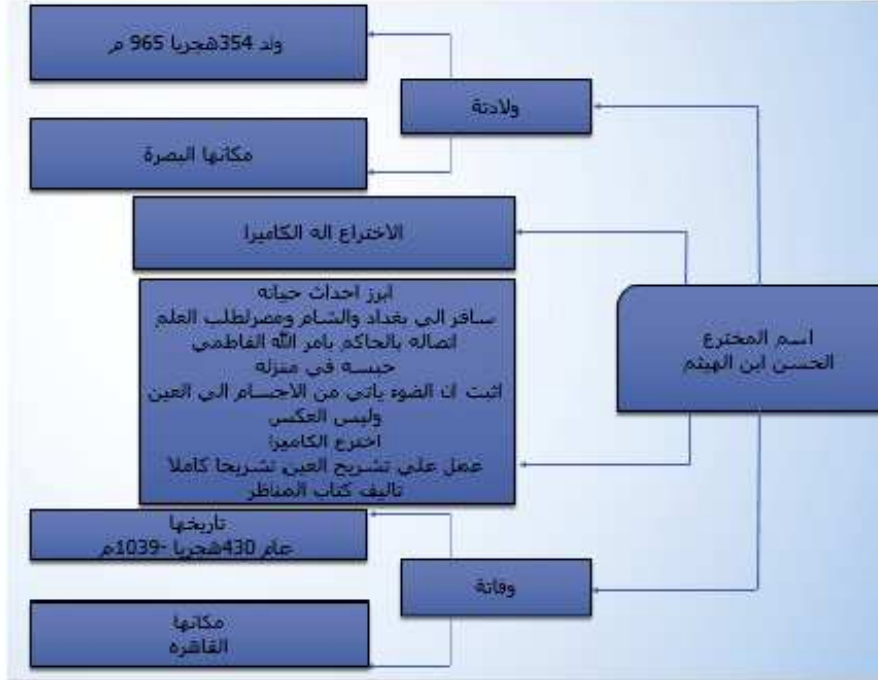 اسم المخترع
الحسن ابن الهيثم
ولادتة
ولد 354هجريا 965 م
مكانها البصرة
الاختراع اله الكاميرا
ابرز احداث حياته
سافر الي بغداد والشام ومصرلطلب العلم
اتصاله بالحاكم بامر الله الفاطمي
حبسه في منزله
اثبت ان الضوء ياتي من الاجسام الي العين
وليس العكس
اخترع الكاميرا
عمل علي تشريح العين تشريحا كاملا
تاليف كتاب المناظر
وفاتة
تاريخها
عام 430هجريا -1039م
مكانها
القاهره